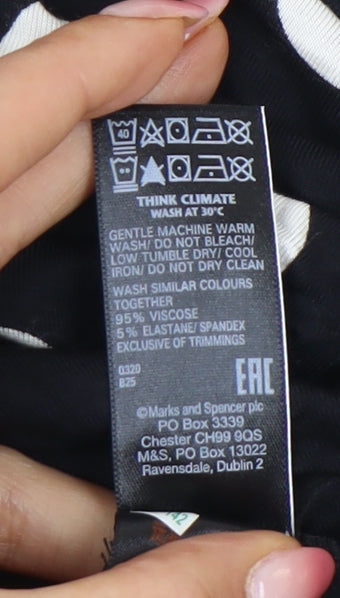 40
THINK CLIMATE
WASH AT 30°C
GENTLE MACHINE WARM
WASH/ DO NOT BLEACH/
LOW TUMBLE DRY/ COOL
IRON/ DO NOT DRY CLEAN
WASH SIMILAR COLOURS
TOGETHER
95% VISCOSE
5% ELASTANE/ SPANDEX
EXCLUSIVE OF TRIMMINGS
0320
B25
EAC
©Marks and Spencer plc
PO Box 3339
Chester CH99 9QS
M&S, PO Box 13022
Ravensdale, Dublin 2
42